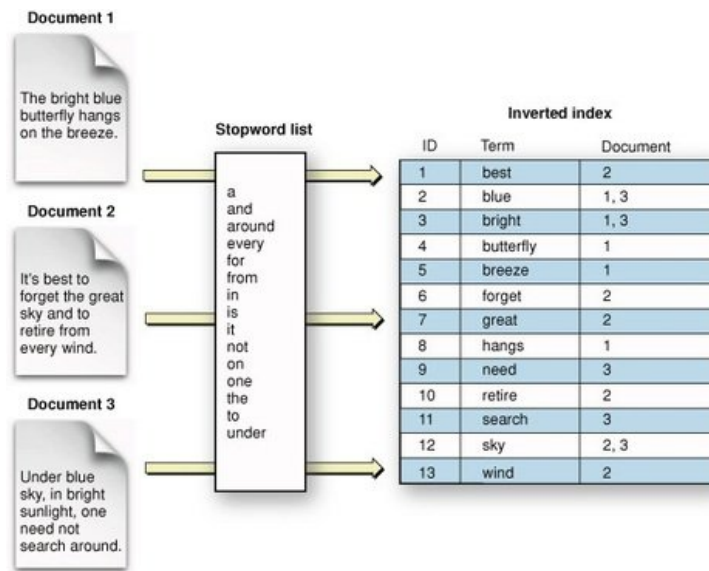 Document 1
The bright blue
butterfly hangs
on the breeze.
Document 2
It's best to
forget the great
sky and to
retire from
every wind.
Document 3
Under blue
sky, in bright
sunlight, one
need not
search around.
Stopword list
a
and
around
every
for
from
in
is
it
not
on
one
the
to
under
Inverted index
ID Term Document
1 best 2
2 blue 1, 3
3 bright 1, 3
4 butterfly 1
5 breeze 1
6 forget 2
7 great 2
8 hangs 1
9 need 3
10 retire 2
11 search 3
12 sky 2, 3
13 wind 2